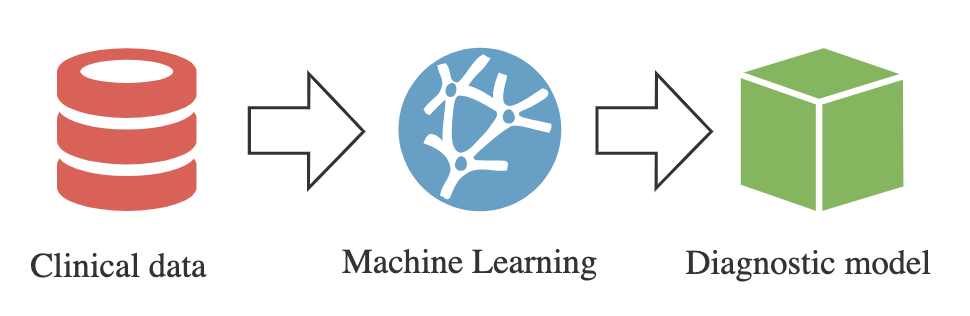 Clinical data
Machine Learning
Diagnostic model